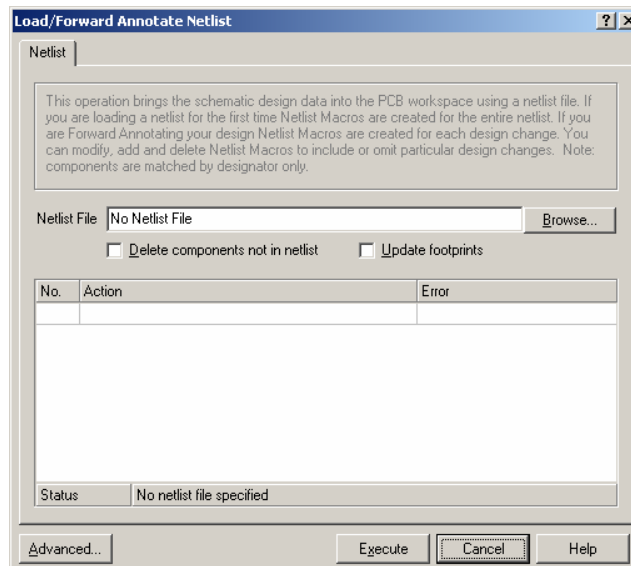 Load/Forward Annotate Netlist
Netlist
This operation brings the schematic design data into the PCB workspace using a netlist file. If
you are loading a netlist for the first time Netlist Macros are created for the entire netlist. If you
are Forward Annotating your design Netlist Macros are created for each design change. You
can modify, add and delete Netlist Macros to include or omit particular design changes. Note:
components are matched by designator only.
Netlist File No Netlist File Browse...
Delete components not in netlist Update footprints
No. Action Error
Status No netlist file specified
Advanced... Execute Cancel Help